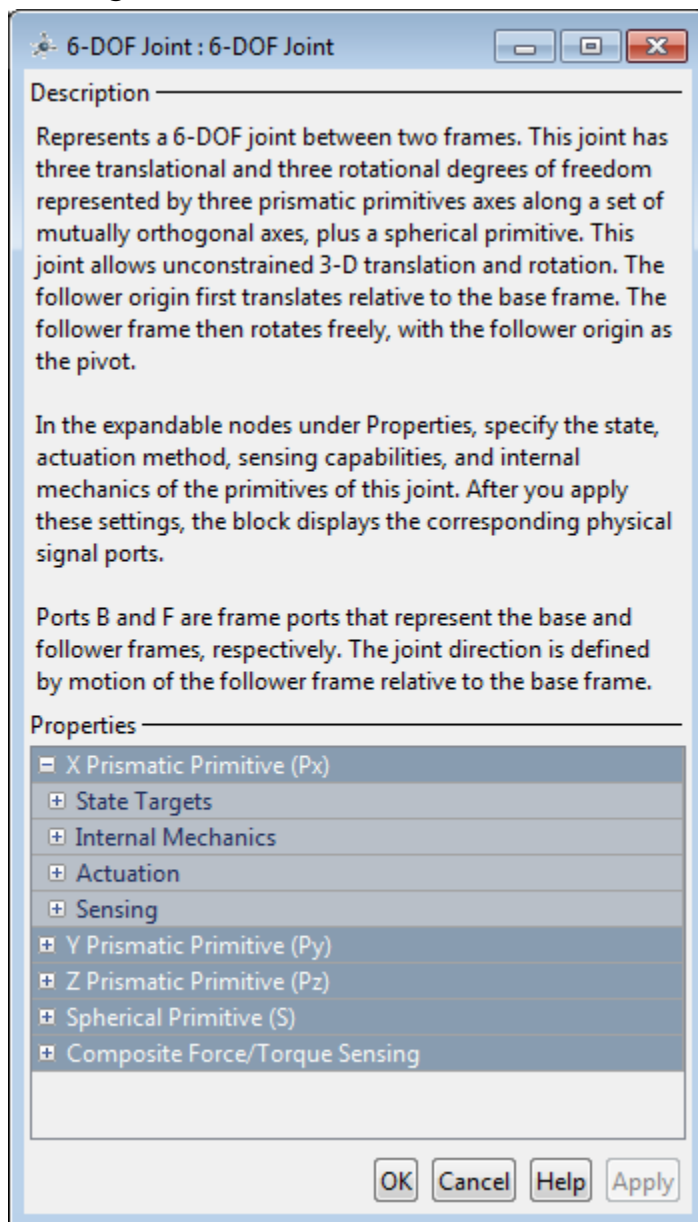 6-DOF Joint : 6-DOF Joint
Description
Represents a 6-DOF joint between two frames. This joint has
three translational and three rotational degrees of freedom
represented by three prismatic primitives axes along a set of
mutually orthogonal axes, plus a spherical primitive. This
joint allows unconstrained 3-D translation and rotation. The
follower origin first translates relative to the base frame. The
follower frame then rotates freely, with the follower origin as
the pivot.
In the expandable nodes under Properties, specify the state,
actuation method, sensing capabilities, and internal
mechanics of the primitives of this joint. After you apply
these settings, the block displays the corresponding physical
signal ports.
Ports B and F are frame ports that represent the base and
follower frames, respectively. The joint direction is defined
by motion of the follower frame relative to the base frame.
Properties
X Prismatic Primitive (Px)
State Targets
Internal Mechanics
Actuation
Sensing
Y Prismatic Primitive (Py)
Z Prismatic Primitive (Pz)
Spherical Primitive (S)
Composite Force/Torque Sensing
OK Cancel Help Apply